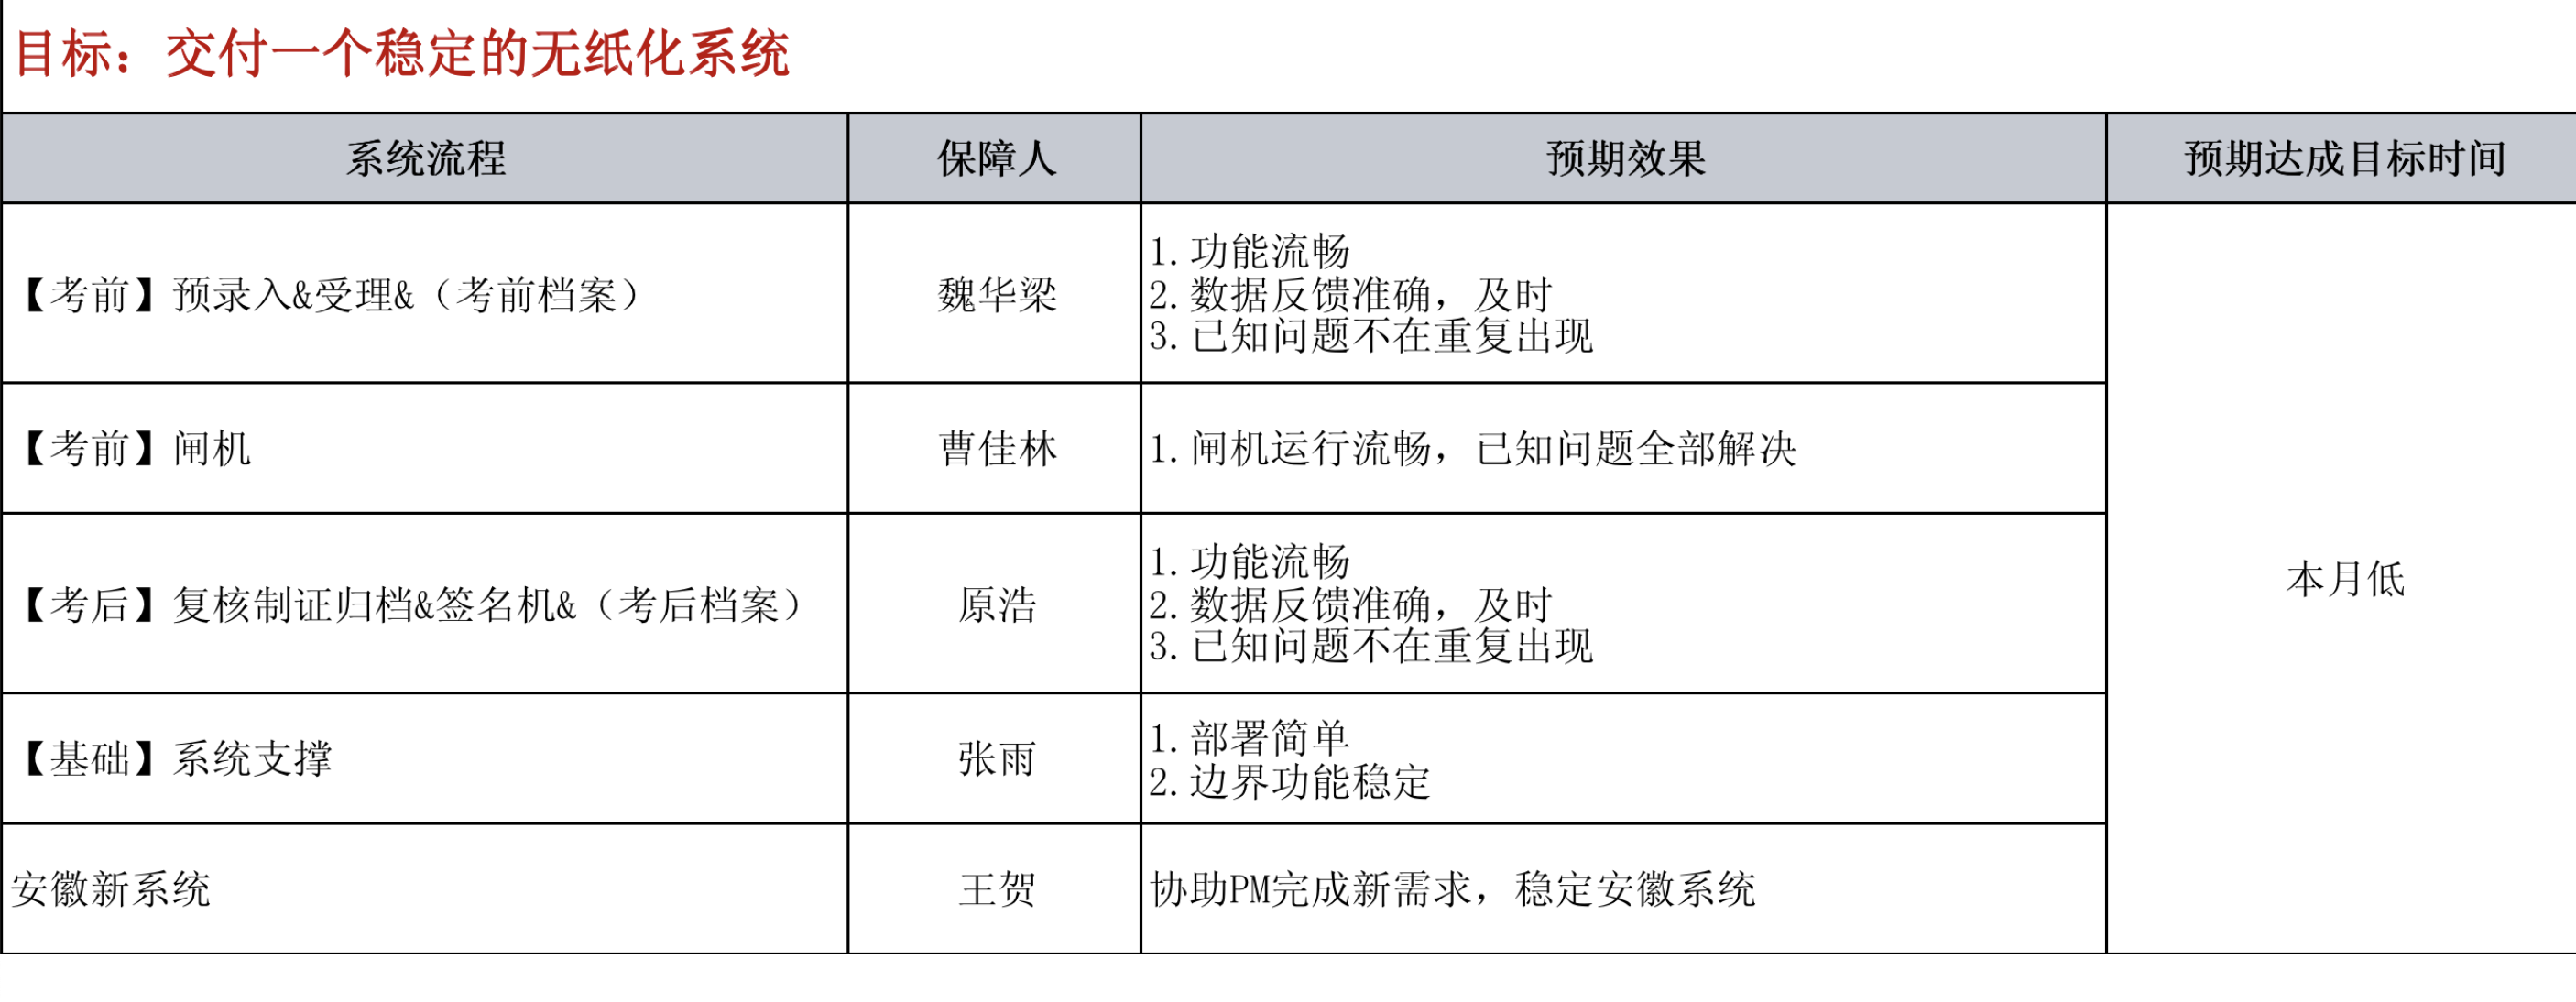 目标：交付一个稳定的无纸化系统
系统流程 保障人 预期效果 预期达成目标时间
【考前】预录入&受理&（考前档案） 魏华梁
1. 功能流畅
2. 数据反馈准确，及时
3. 已知问题不在重复出现
【考前】闸机 曹佳林 1. 闸机运行流畅，已知问题全部解决
【考后】复核制证归档&签名机&（考后档案） 原浩
1. 功能流畅
2. 数据反馈准确，及时
3. 已知问题不在重复出现
本月低
【基础】系统支撑 张雨
1. 部署简单
2. 边界功能稳定
安徽新系统 王贺 协助PM完成新需求，稳定安徽系统